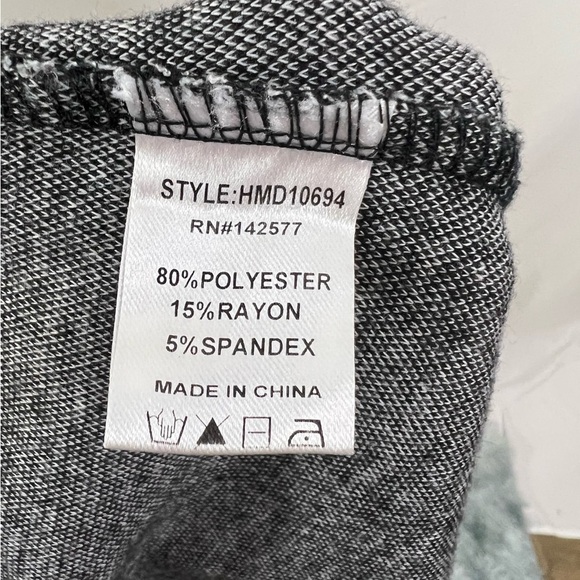 STYLE:HMD10694
RN#142577
80%POLYESTER
15%RAYON
5%SPANDEX
MADE IN CHINA